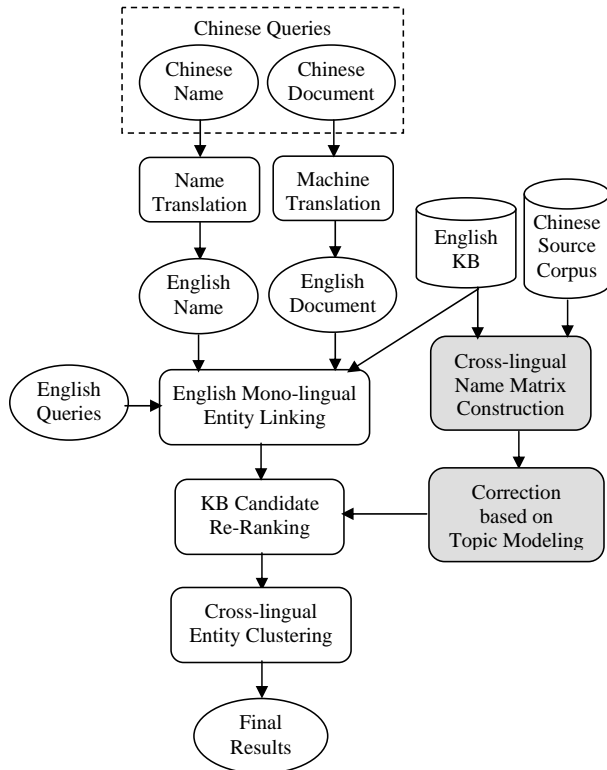 Chinese Queries
Chinese
Name
Chinese
Document
Name
Translation
Machine
Translation
English
KB
Chinese
Source
Corpus
English
Name
English
Document
English
Queries
English Mono-lingual
Entity Linking
Cross-lingual
Name Matrix
Construction
KB Candidate
Re-Ranking
Correction
based on
Topic Modeling
Cross-lingual
Entity Clustering
Final
Results